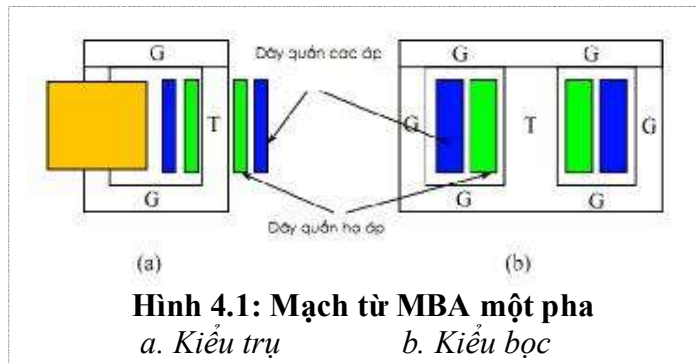 G
Dây quấn cao áp
G
G
T
G
T
G
G
Dây quấn hạ áp
G
G
(a)
(b)
Hình 4.1: Mạch từ MBA một pha
a. Kiểu trụ
b. Kiểu bọc